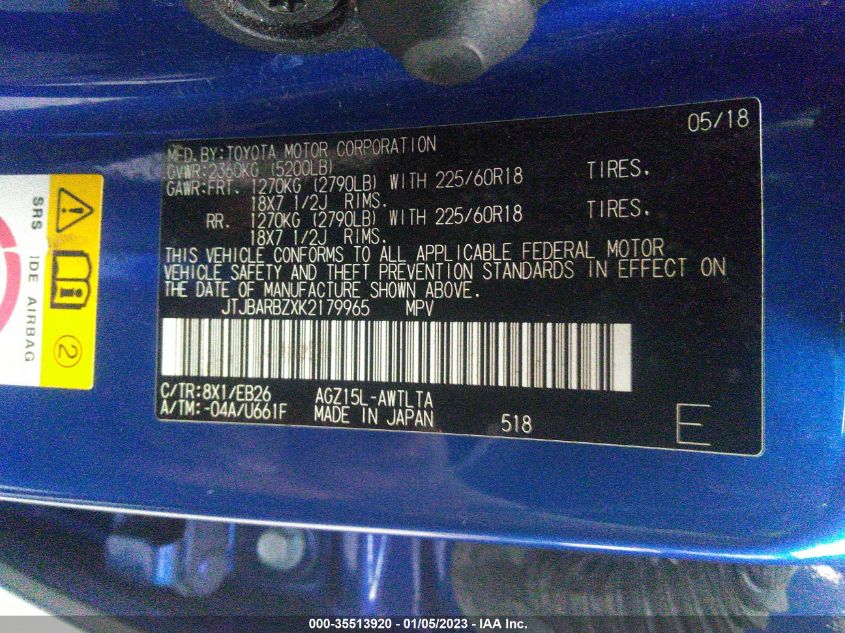 05/18
MFD.BY:TOYOTA MOTOR CORPORATION
GVWR:2360KG (5200LB)
GAWR:FRT. 1270KG (2790LB) WITH 225/60R18 TIRES.
18X7 1/2J RIMS.
RR. 1270KG (2790LB) WITH 225/60R18 TIRES.
18X7 1/2J RIMS.
THIS VEHICLE CONFORMS TO ALL APPLICABLE FEDERAL MOTOR
VEHICLE SAFETY AND THEFT PREVENTION STANDARDS IN EFFECT ON
THE DATE OF MANUFACTURE SHOWN ABOVE.
JTJBARBZXK2179965 MPV
C/TR:8X1/EB26 AGZ15L-AWTLTA
A/TM:-04A/U661F MADE IN JAPAN 518
E
SRS
IDE AIRBAG
2
000-35513920 - 01/05/2023 - IAA Inc.